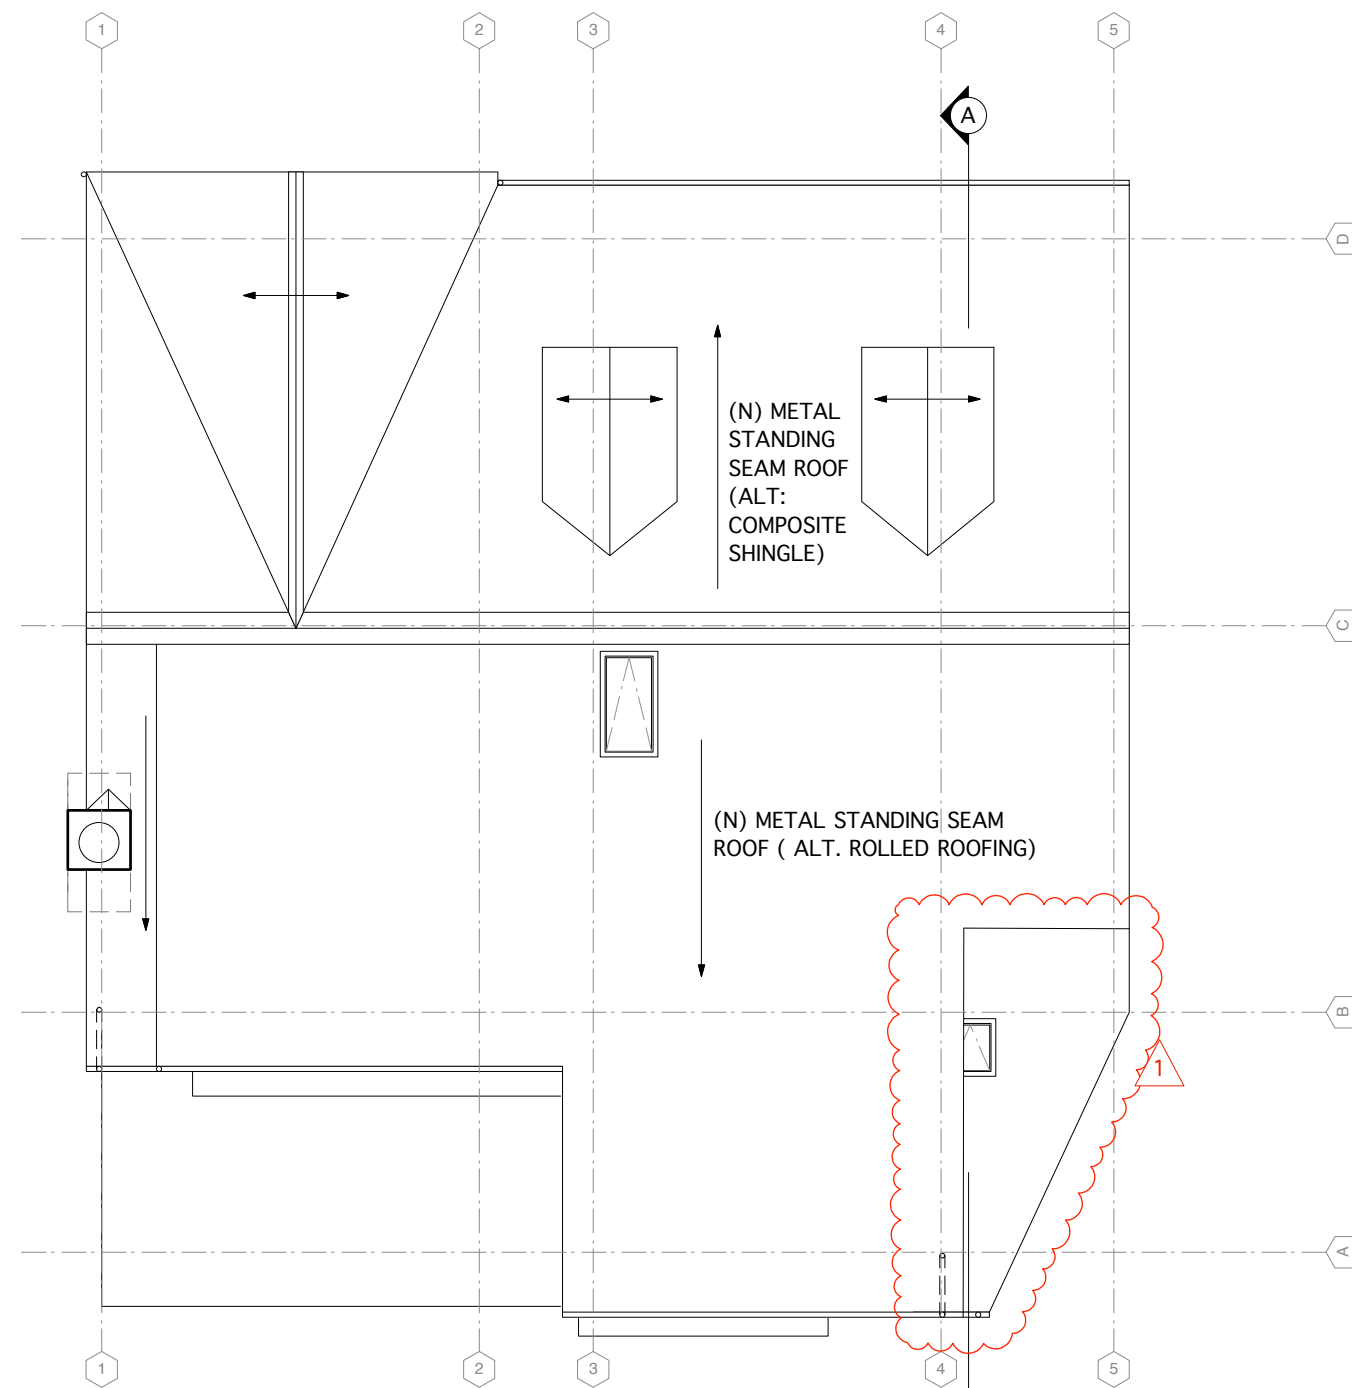 1 2 3 4 5
A
D
(N) METAL
STANDING
SEAM ROOF
(ALT:
COMPOSITE
SHINGLE)
C
(N) METAL STANDING SEAM
ROOF ( ALT. ROLLED ROOFING)
B
1
A
1 2 3 4 5